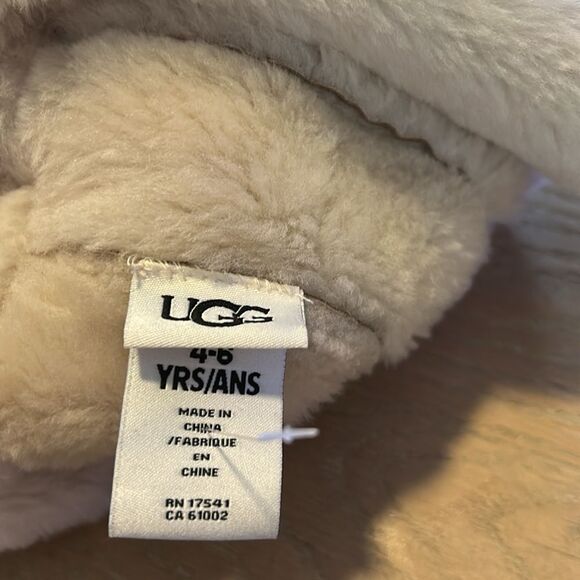 UGG
4-6
YRS/ANS
MADE IN
CHINA
/FABRIQUE
EN
CHINE
RN 17541
CA 61002